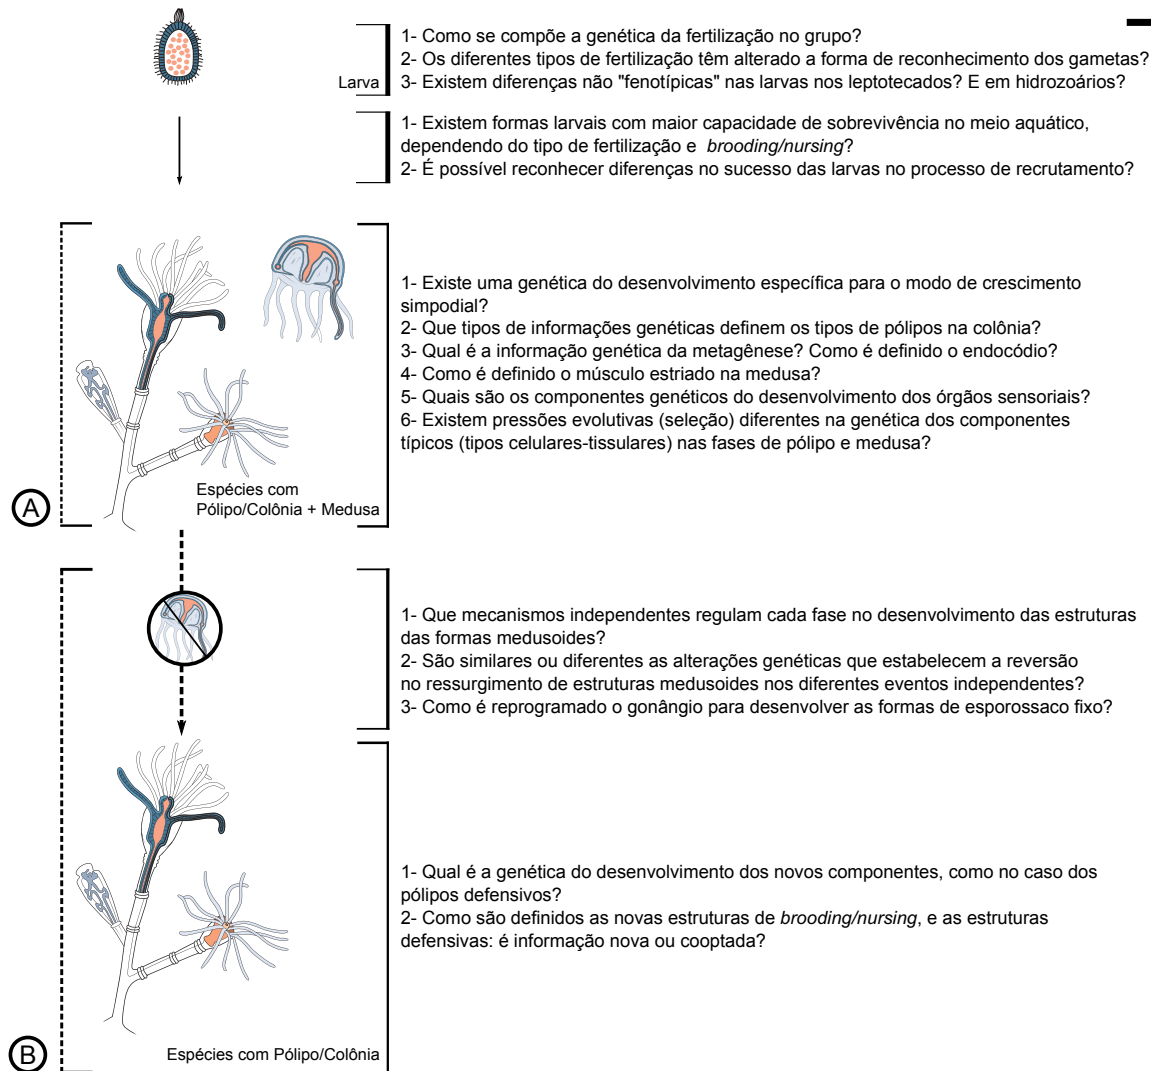 1- Como se compõe a genética da fertilização no grupo?
2- Os diferentes tipos de fertilização têm alterado a forma de reconhecimento dos gametas?
3- Existem diferenças não "fenotípicas" nas larvas nos leptotecados? E em hidrozoários?
Larva
1- Existem formas larvais com maior capacidade de sobrevivência no meio aquático,
dependendo do tipo de fertilização e brooding/nursing?
2- É possível reconhecer diferenças no sucesso das larvas no processo de recrutamento?
1- Existe uma genética do desenvolvimento específica para o modo de crescimento
simpodial?
2- Que tipos de informações genéticas definem os tipos de pólipos na colônia?
3- Qual é a informação genética da metagênese? Como é definido o endocódio?
4- Como é definido o músculo estriado na medusa?
5- Quais são os componentes genéticos do desenvolvimento dos órgãos sensoriais?
6- Existem pressões evolutivas (seleção) diferentes na genética dos componentes
típicos (tipos celulares-tissulares) nas fases de pólipo e medusa?
Espécies com
Pólipo/Colônia + Medusa
A
1- Que mecanismos independentes regulam cada fase no desenvolvimento das estruturas
das formas medusoides?
2- São similares ou diferentes as alterações genéticas que estabelecem a reversão
no ressurgimento de estruturas medusoides nos diferentes eventos independentes?
3- Como é reprogramado o gonângio para desenvolver as formas de esporossaco fixo?
1- Qual é a genética do desenvolvimento dos novos componentes, como no caso dos
pólipos defensivos?
2- Como são definidos as novas estruturas de brooding/nursing, e as estruturas
defensivas: é informação nova ou cooptada?
Espécies com Pólipo/Colônia
B